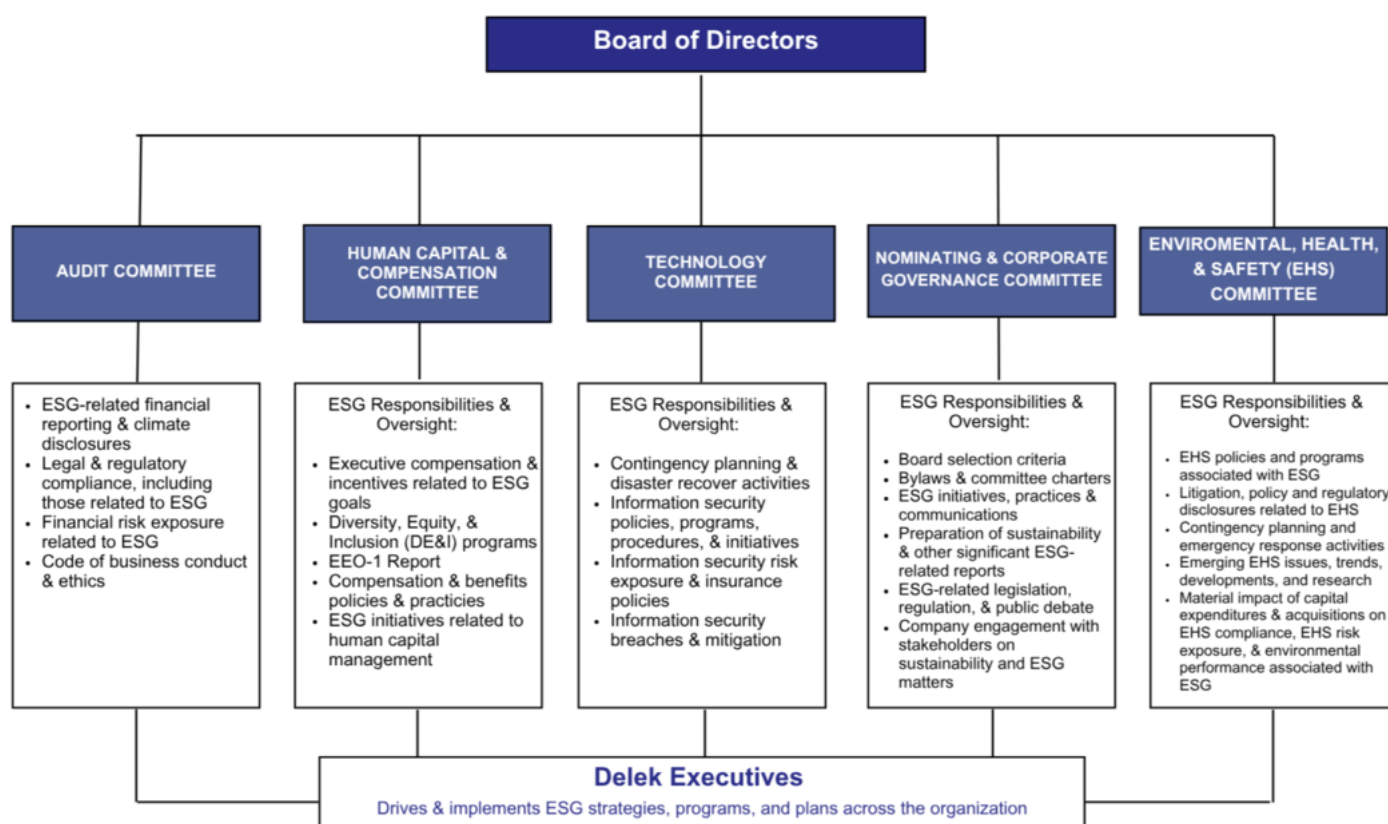 Board of Directors
AUDIT COMMITTEE
HUMAN CAPITAL &
COMPENSATION
COMMITTEE
TECHNOLOGY
COMMITTEE
NOMINATING & CORPORATE
GOVERNANCE COMMITTEE
ENVIROMENTAL, HEALTH,
& SAFETY (EHS)
COMMITTEE
• ESG-related financial
reporting & climate
disclosures
• Legal & regulatory
compliance, including
those related to ESG
• Financial risk exposure
related to ESG
• Code of business conduct
& ethics
ESG Responsibilities &
Oversight:
• Executive compensation &
incentives related to ESG
goals
• Diversity, Equity, &
Inclusion (DE&I) programs
• EEO-1 Report
• Compensation & benefits
policies & practicies
• ESG initiatives related to
human capital
management
ESG Responsibilities &
Oversight:
• Contingency planning &
disaster recover activities
• Information security
policies, programs,
procedures, & initiatives
• Information security risk
exposure & insurance
policies
• Information security
breaches & mitigation
ESG Responsibilities &
Oversight:
• Board selection criteria
• Bylaws & committee charters
• ESG initiatives, practices &
communications
• Preparation of sustainability
& other significant ESG-
related reports
• ESG-related legislation,
regulation, & public debate
• Company engagement with
stakeholders on
sustainability and ESG
matters
ESG Responsibilities &
Oversight:
• EHS policies and programs
associated with ESG
• Litigation, policy and regulatory
disclosures related to EHS
• Contingency planning and
emergency response activities
• Emerging EHS issues, trends,
developments, and research
• Material impact of capital
expenditures & acquisitions on
EHS compliance, EHS risk
exposure, & environmental
performance associated with
ESG
Delek Executives
Drives & implements ESG strategies, programs, and plans across the organization